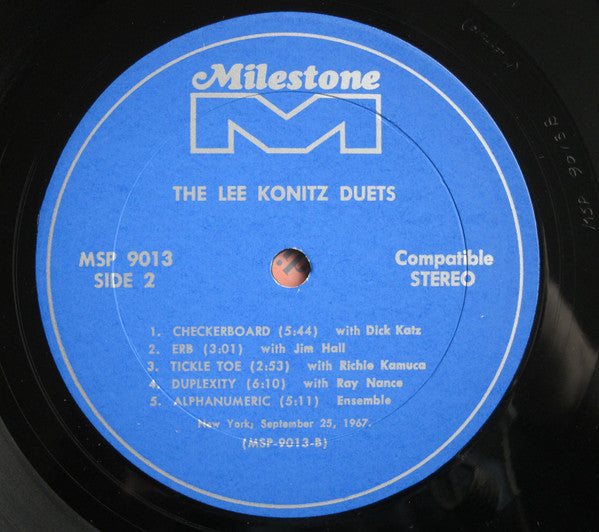 Milestone
M
THE LEE KONITZ DUETS
MSP 9013
SIDE 2
Compatible
STEREO
1. CHECKERBOARD (5:44) with Dick Katz
2. ERB (3:01) with Jim Hall
3. TICKLE TOE (2:53) with Richie Kamuca
4. DUPLEXITY (6:10) with Ray Nance
5. ALPHANUMERIC (5:11) Ensemble
New York, September 25, 1967.
(MSP-9013-B)
MSP 9013 B